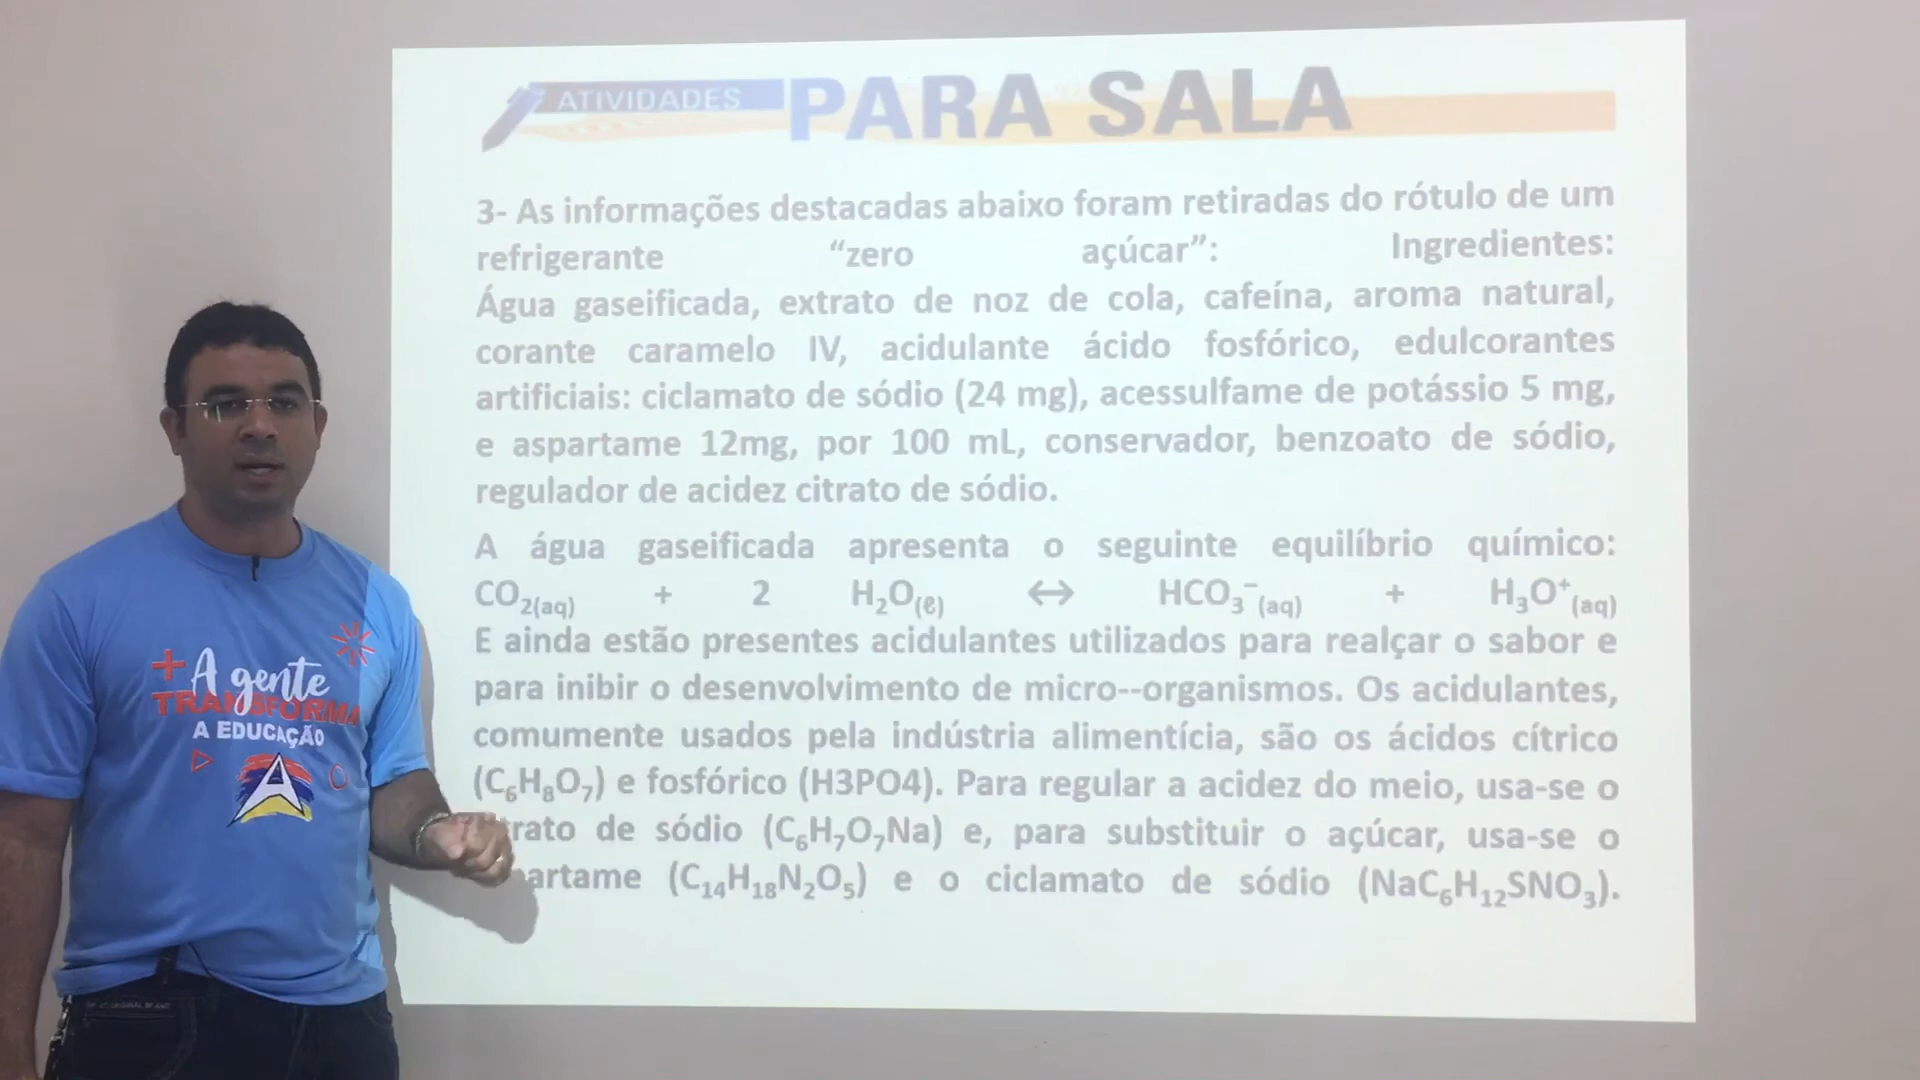 ATIVIDADES PARA SALA
3- As informações destacadas abaixo foram retiradas do rótulo de um
refrigerante “zero açúcar”: Ingredientes:
Água gaseificada, extrato de noz de cola, cafeína, aroma natural,
corante caramelo IV, acidulante ácido fosfórico, edulcorantes
artificiais: ciclamato de sódio (24 mg), acessulfame de potássio 5 mg,
e aspartame 12mg, por 100 mL, conservador, benzoato de sódio,
regulador de acidez citrato de sódio.
A água gaseificada apresenta o seguinte equilíbrio químico:
CO₂(aq) + 2 H₂O(ℓ) ↔ HCO₃⁻(aq) + H₃O⁺(aq)
E ainda estão presentes acidulantes utilizados para realçar o sabor e
para inibir o desenvolvimento de micro--organismos. Os acidulantes,
comumente usados pela indústria alimentícia, são os ácidos cítrico
(C₆H₈O₇) e fosfórico (H3PO4). Para regular a acidez do meio, usa-se o
trato de sódio (C₆H₇O₇Na) e, para substituir o açúcar, usa-se o
artame (C₁₄H₁₈N₂O₅) e o ciclamato de sódio (NaC₆H₁₂SNO₃).
+ A gente
TRANSFORMA
A EDUCAÇÃO
A